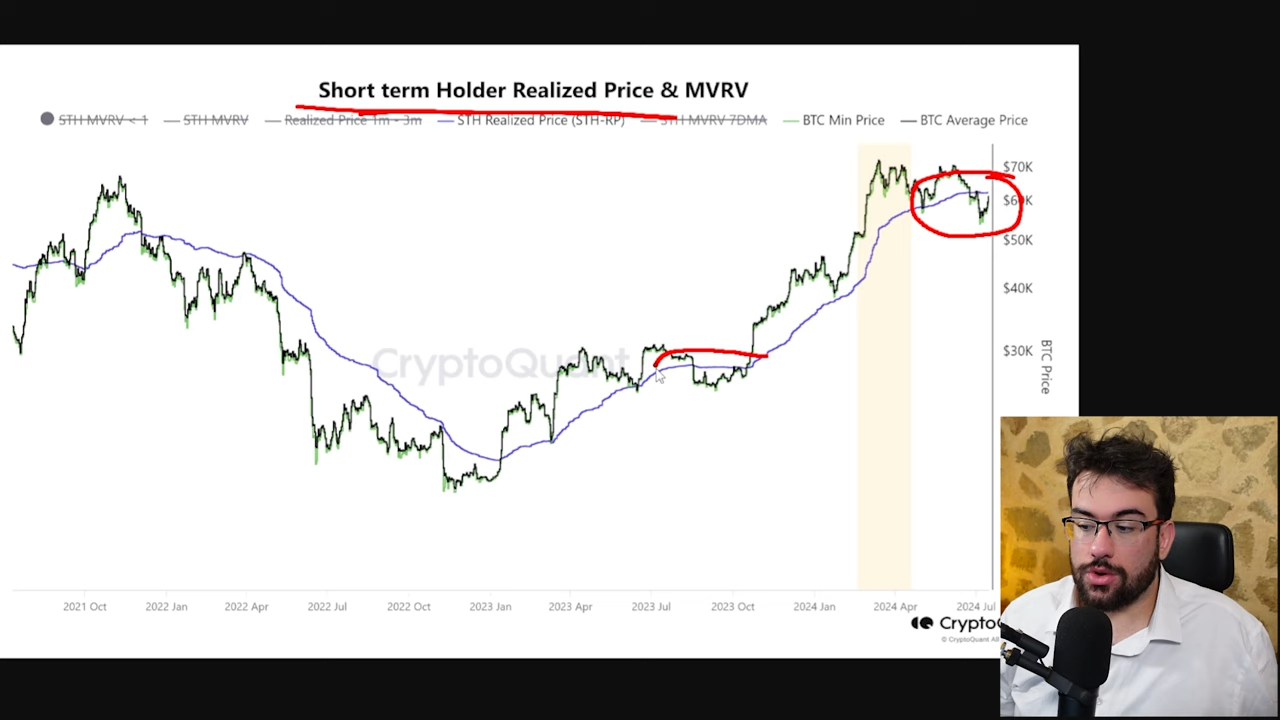 Short term Holder Realized Price & MVRV
STH MVRV < 1 STH MVRV Realized Price 1m - 3m STH Realized Price (STH-RP) STH MVRV 7DMA BTC Min Price BTC Average Price
$70K
$60K
$50K
$40K
$30K
BTC Price
CryptoQuant
2021 Oct 2022 Jan 2022 Apr 2022 Jul 2022 Oct 2023 Jan 2023 Apr 2023 Jul 2023 Oct 2024 Jan 2024 Apr 2024 Jul
Crypto
© CryptoQuant